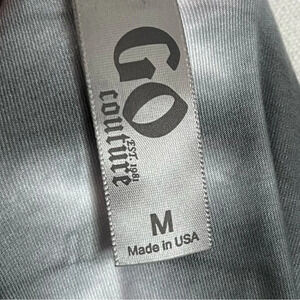 GO
couture
EST. 1981
M
Made in USA